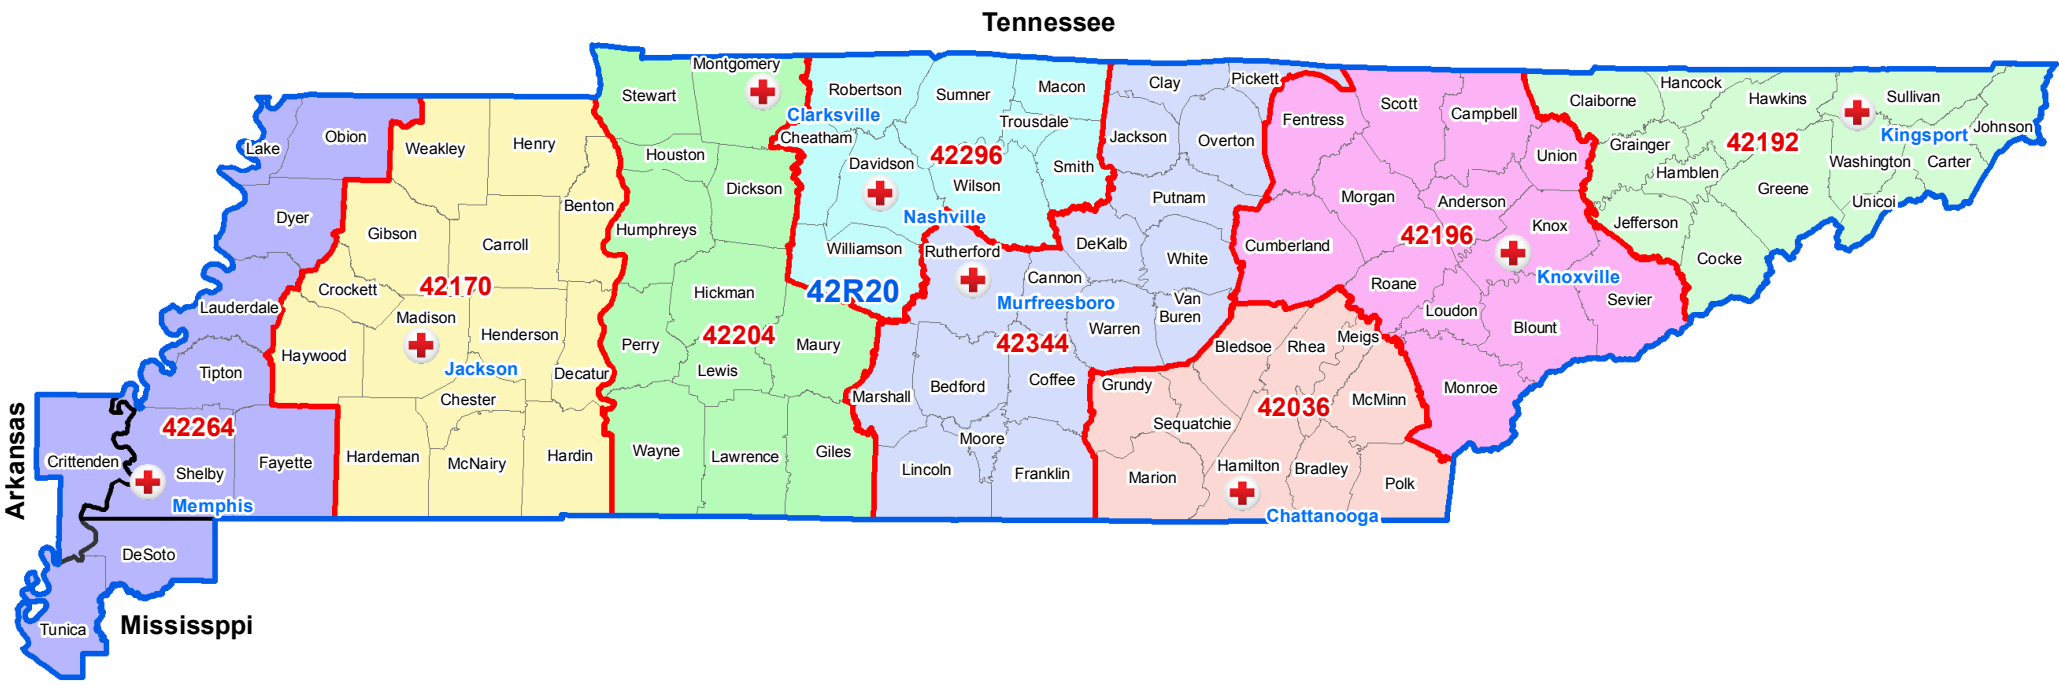 Tennessee
Arkansas
Mississppi
42R20
42264
Memphis
Lake
Obion
Dyer
Lauderdale
Tipton
Crittenden
Shelby
Fayette
DeSoto
Tunica
42170
Jackson
Weakley
Henry
Benton
Gibson
Carroll
Crockett
Madison
Henderson
Haywood
Decatur
Chester
Hardeman
McNairy
Hardin
42204
Clarksville
Montgomery
Stewart
Houston
Dickson
Humphreys
Hickman
Perry
Maury
Lewis
Wayne
Lawrence
Giles
42296
Nashville
Robertson
Sumner
Macon
Trousdale
Cheatham
Davidson
Smith
Wilson
Williamson
42344
Murfreesboro
Clay
Pickett
Jackson
Overton
Putnam
DeKalb
White
Rutherford
Cannon
Van
Buren
Warren
Marshall
Bedford
Coffee
Moore
Lincoln
Franklin
42036
Chattanooga
Bledsoe
Rhea
Meigs
Grundy
McMinn
Sequatchie
Marion
Hamilton
Bradley
Polk
42196
Knoxville
Fentress
Scott
Campbell
Union
Morgan
Anderson
Knox
Cumberland
Roane
Loudon
Sevier
Blount
Monroe
42192
Kingsport
Claiborne
Hancock
Hawkins
Sullivan
Johnson
Grainger
Hamblen
Washington
Carter
Greene
Unicoi
Jefferson
Cocke